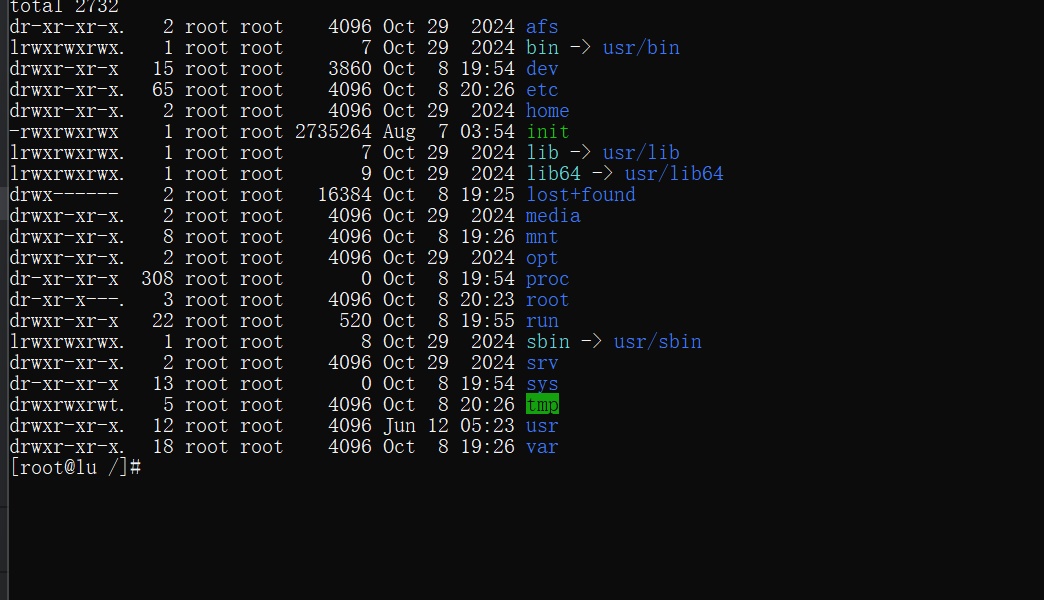 total 2732
dr-xr-xr-x.   2 root root    4096 Oct 29  2024 afs
lrwxrwxrwx.   1 root root       7 Oct 29  2024 bin -> usr/bin
drwxr-xr-x   15 root root    3860 Oct  8 19:54 dev
drwxr-xr-x.  65 root root    4096 Oct  8 20:26 etc
drwxr-xr-x.   2 root root    4096 Oct 29  2024 home
-rwxrwxrwx    1 root root 2735264 Aug  7 03:54 init
lrwxrwxrwx.   1 root root       7 Oct 29  2024 lib -> usr/lib
lrwxrwxrwx.   1 root root       9 Oct 29  2024 lib64 -> usr/lib64
drwx------    2 root root   16384 Oct  8 19:25 lost+found
drwxr-xr-x.   2 root root    4096 Oct 29  2024 media
drwxr-xr-x.   8 root root    4096 Oct  8 19:26 mnt
drwxr-xr-x.   2 root root    4096 Oct 29  2024 opt
dr-xr-xr-x  308 root root       0 Oct  8 19:54 proc
dr-xr-x---.   3 root root    4096 Oct  8 20:23 root
drwxr-xr-x   22 root root     520 Oct  8 19:55 run
lrwxrwxrwx.   1 root root       8 Oct 29  2024 sbin -> usr/sbin
drwxr-xr-x.   2 root root    4096 Oct 29  2024 srv
dr-xr-xr-x   13 root root       0 Oct  8 19:54 sys
drwxrwxrwt.   5 root root    4096 Oct  8 20:26 tmp
drwxr-xr-x.  12 root root    4096 Jun 12 05:23 usr
drwxr-xr-x.  18 root root    4096 Oct  8 19:26 var
[root@lu /]#